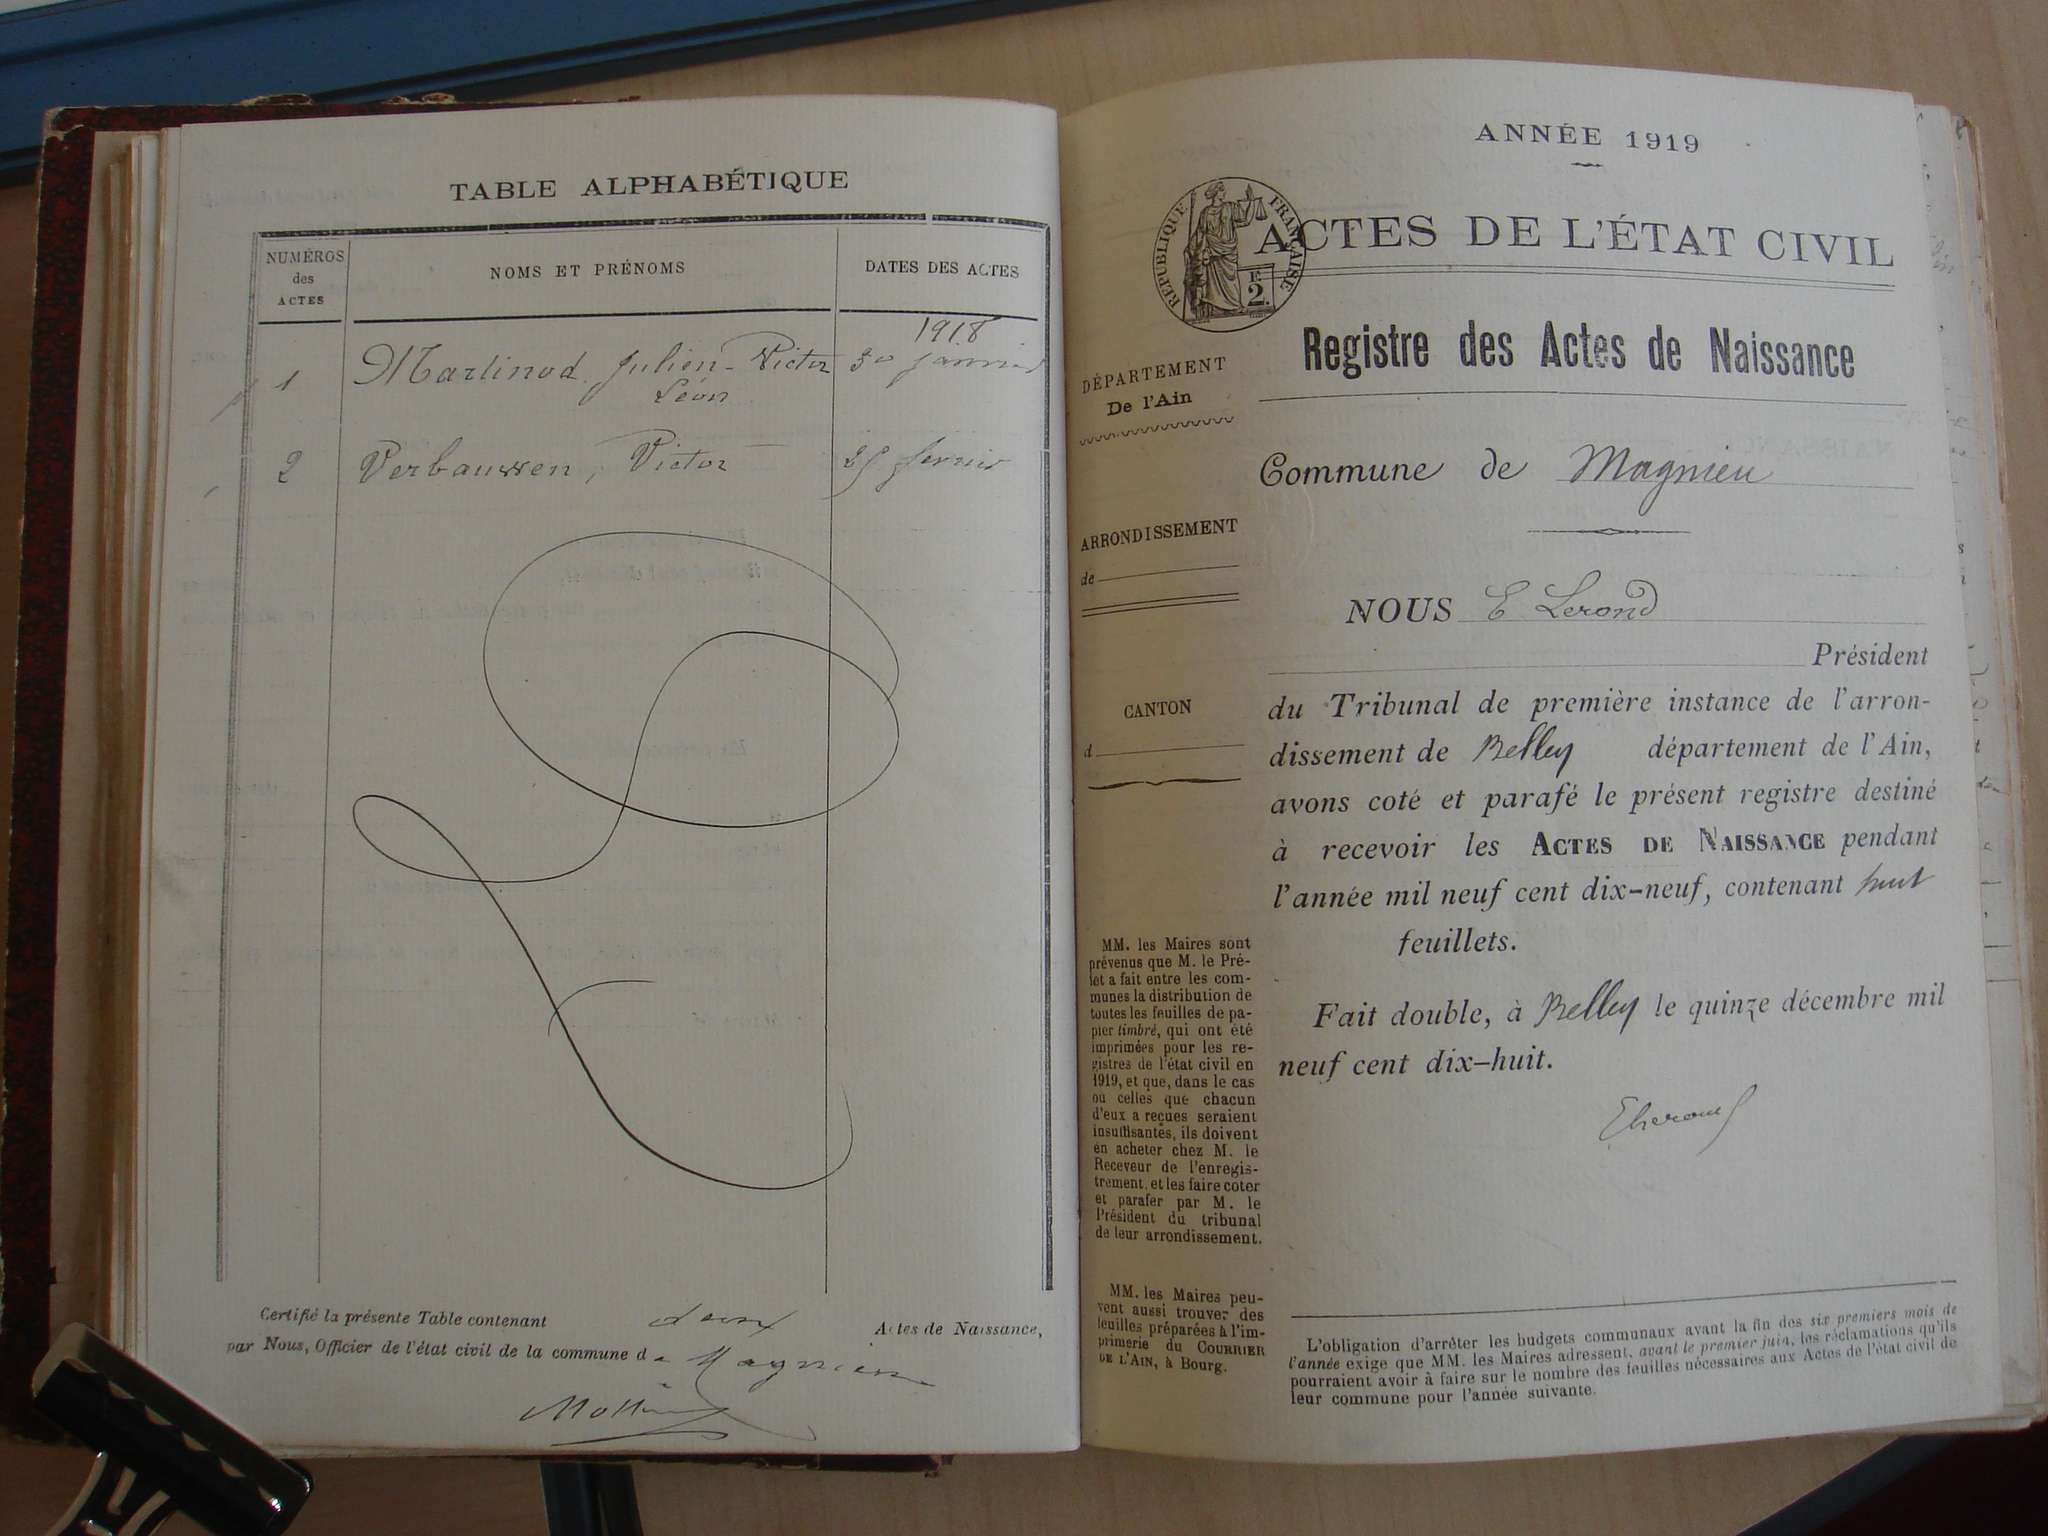 TABLE ALPHABÉTIQUE
NUMÉROS
des
ACTES
NOMS ET PRÉNOMS
DATES DES ACTES
1918
1 Martinod Julien-Victor 30 janvier
Léon
2 Verbaussen, Victor 25 fevrier
Certifié la présente Table contenant deux Actes de Naissance,
par Nous, Officier de l'état civil de la commune de Magnieu
ANNÉE 1919
RÉPUBLIQUE FRANÇAISE
2
ACTES DE L'ÉTAT CIVIL
Registre des Actes de Naissance
DÉPARTEMENT
De l'Ain
Commune de Magnieu
ARRONDISSEMENT
de
CANTON
d
NOUS E Lerond
Président
du Tribunal de première instance de l'arron-
dissement de Belley département de l'Ain,
avons coté et parafé le présent registre destiné
à recevoir les ACTES DE NAISSANCE pendant
l'année mil neuf cent dix-neuf, contenant huit
feuillets.
Fait double, à Belley le quinze décembre mil
neuf cent dix-huit.
MM. les Maires sont
prévenus que M. le Pré-
fet a fait entre les com-
munes la distribution de
toutes les feuilles de pa-
pier timbré, qui ont été
imprimées pour les re-
gistres de l'état civil en
1919, et que, dans le cas
où celles que chacun
d'eux a reçues seraient
insuffisantes, ils doivent
en acheter chez M. le
Receveur de l'enregis-
trement, et les faire coter
et parafer par M. le
Président du tribunal
de leur arrondissement.
MM. les Maires peu-
vent aussi trouver des
feuilles préparées à l'im-
primerie du COURRIER
DE L'AIN, à Bourg.
L'obligation d'arrêter les budgets communaux avant la fin des six premiers mois de
l'année exige que MM. les Maires adressent, avant le premier juin, les réclamations qu'ils
pourraient avoir à faire sur le nombre des feuilles nécessaires aux Actes de l'état civil de
leur commune pour l'année suivante.